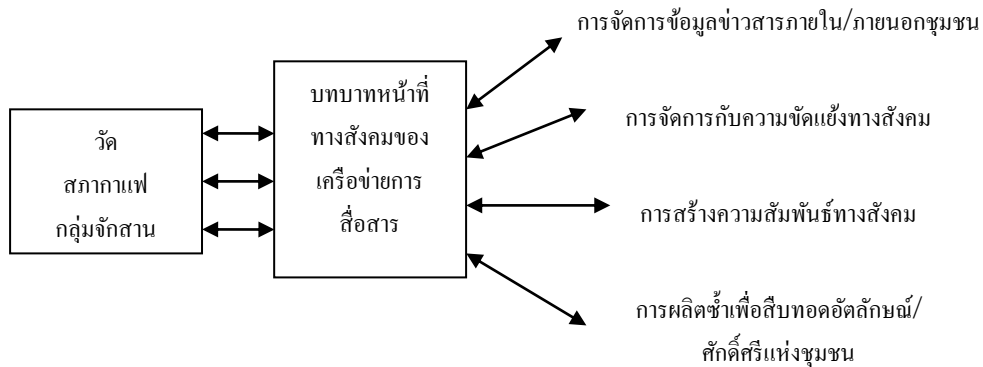 วัด
สภากาแฟ
กลุ่มจักสาน
บทบาทหน้าที่
ทางสังคมของ
เครือข่ายการ
สื่อสาร
การจัดการข้อมูลข่าวสารภายใน/ภายนอกชุมชน
การจัดการกับความขัดแย้งทางสังคม
การสร้างความสัมพันธ์ทางสังคม
การผลิตซ้ำเพื่อสืบทอดอัตลักษณ์/
ศักดิ์ศรีแห่งชุมชน